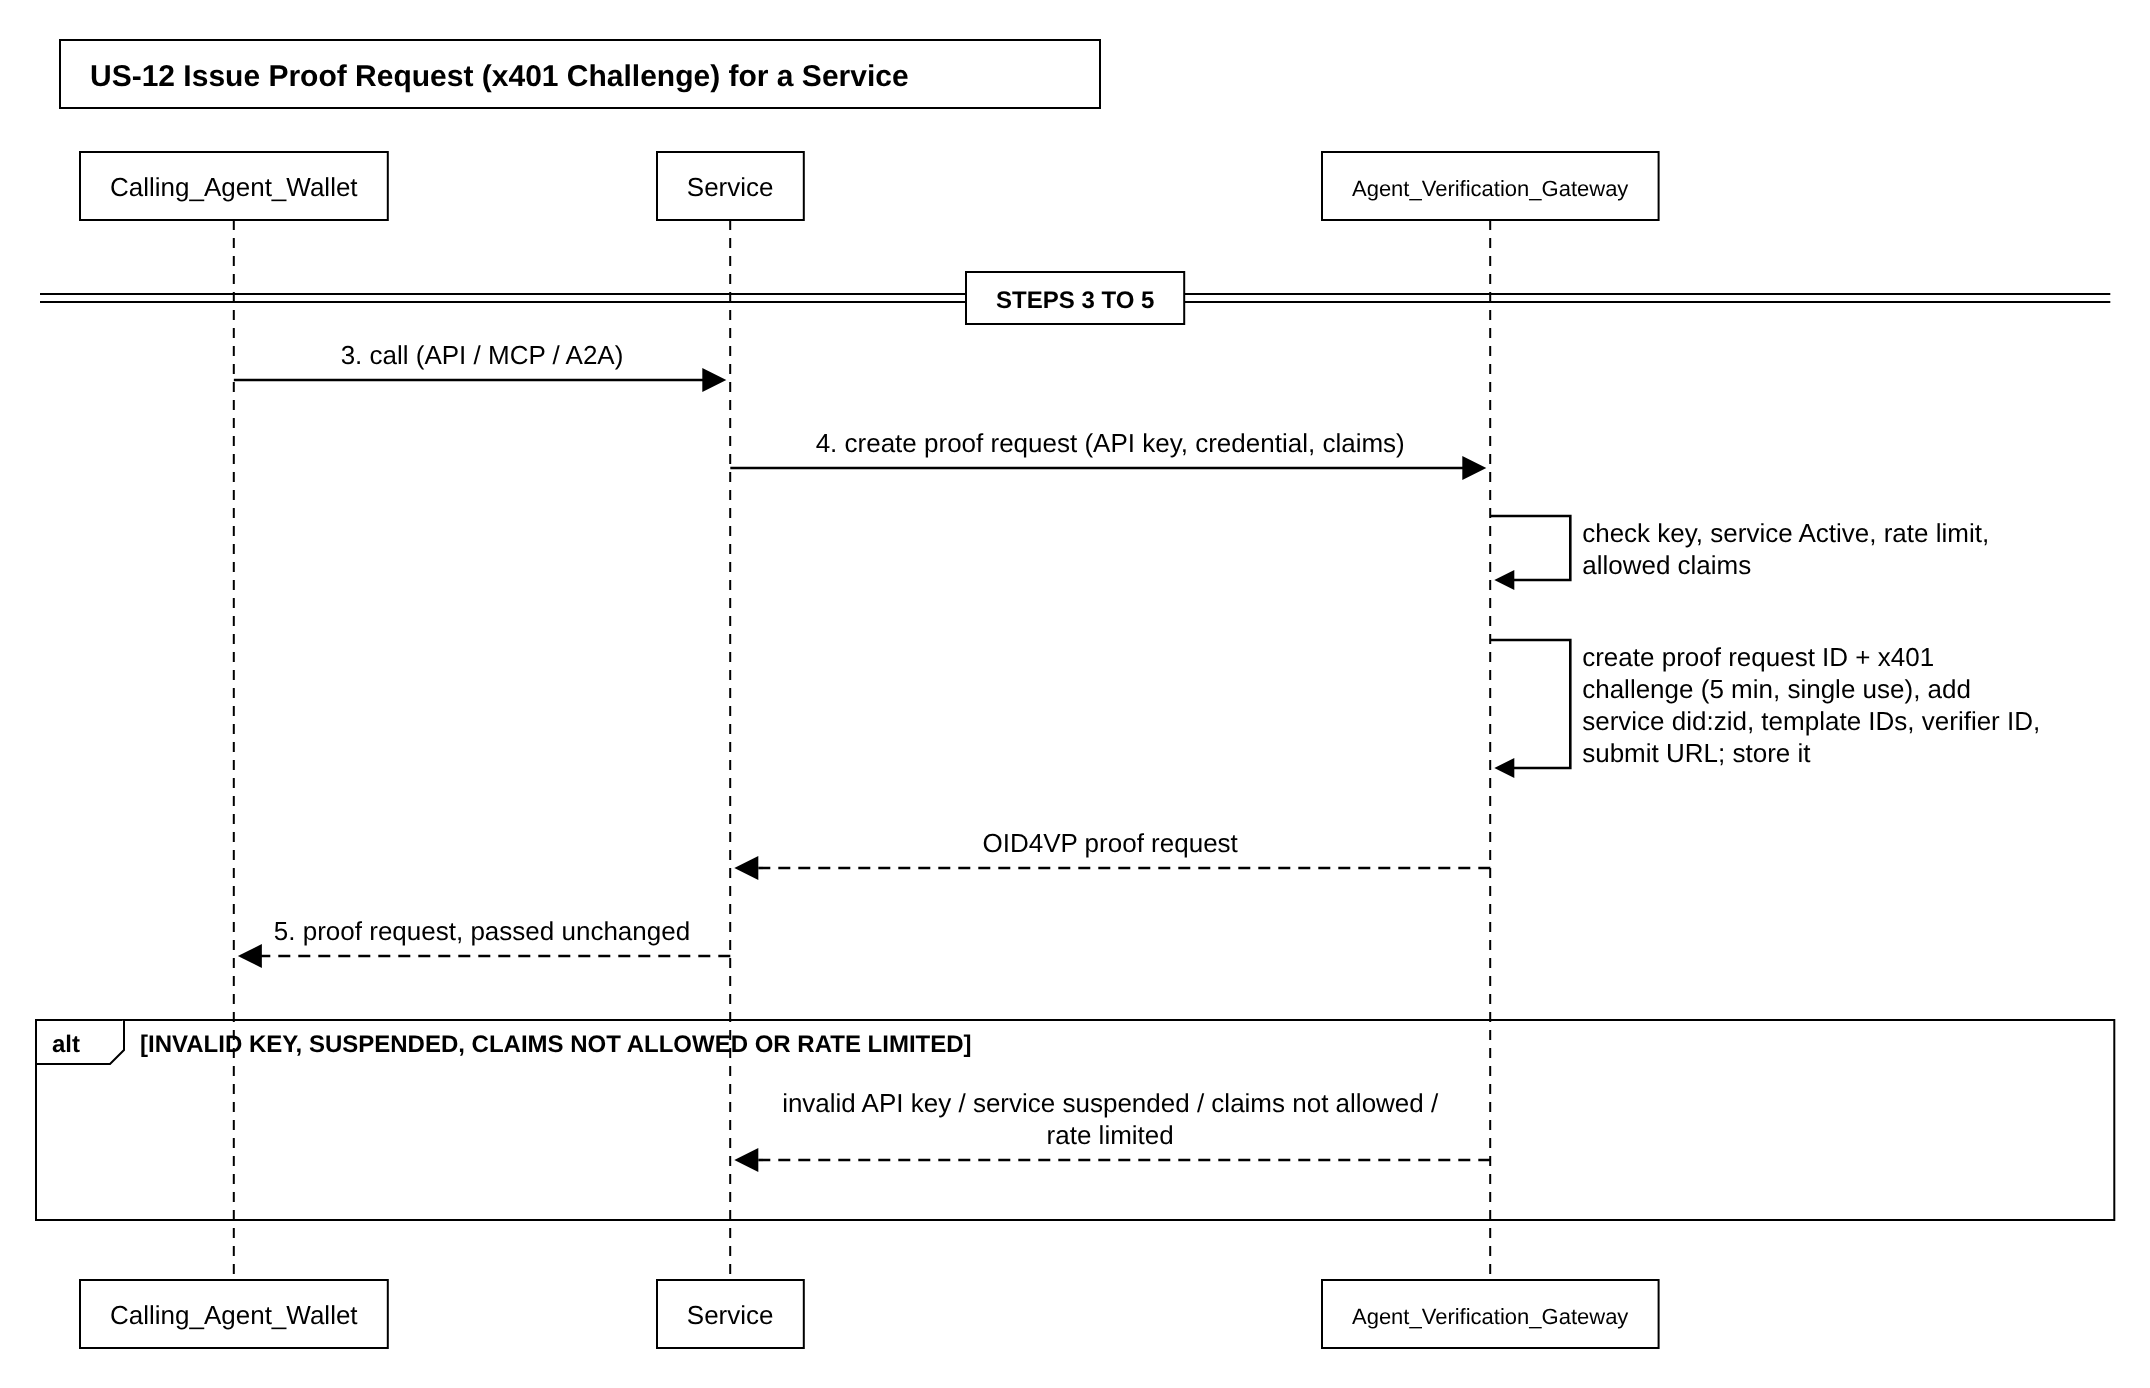 US-12 Issue Proof Request (x401 Challenge) for a Service
Calling_Agent_Wallet
Service
Agent_Verification_Gateway
STEPS 3 TO 5
3. call (API / MCP / A2A)
4. create proof request (API key, credential, claims)
check key, service Active, rate limit,
allowed claims
create proof request ID + x401
challenge (5 min, single use), add
service did:zid, template IDs, verifier ID,
submit URL; store it
OID4VP proof request
5. proof request, passed unchanged
alt
[INVALID KEY, SUSPENDED, CLAIMS NOT ALLOWED OR RATE LIMITED]
invalid API key / service suspended / claims not allowed /
rate limited
Calling_Agent_Wallet
Service
Agent_Verification_Gateway